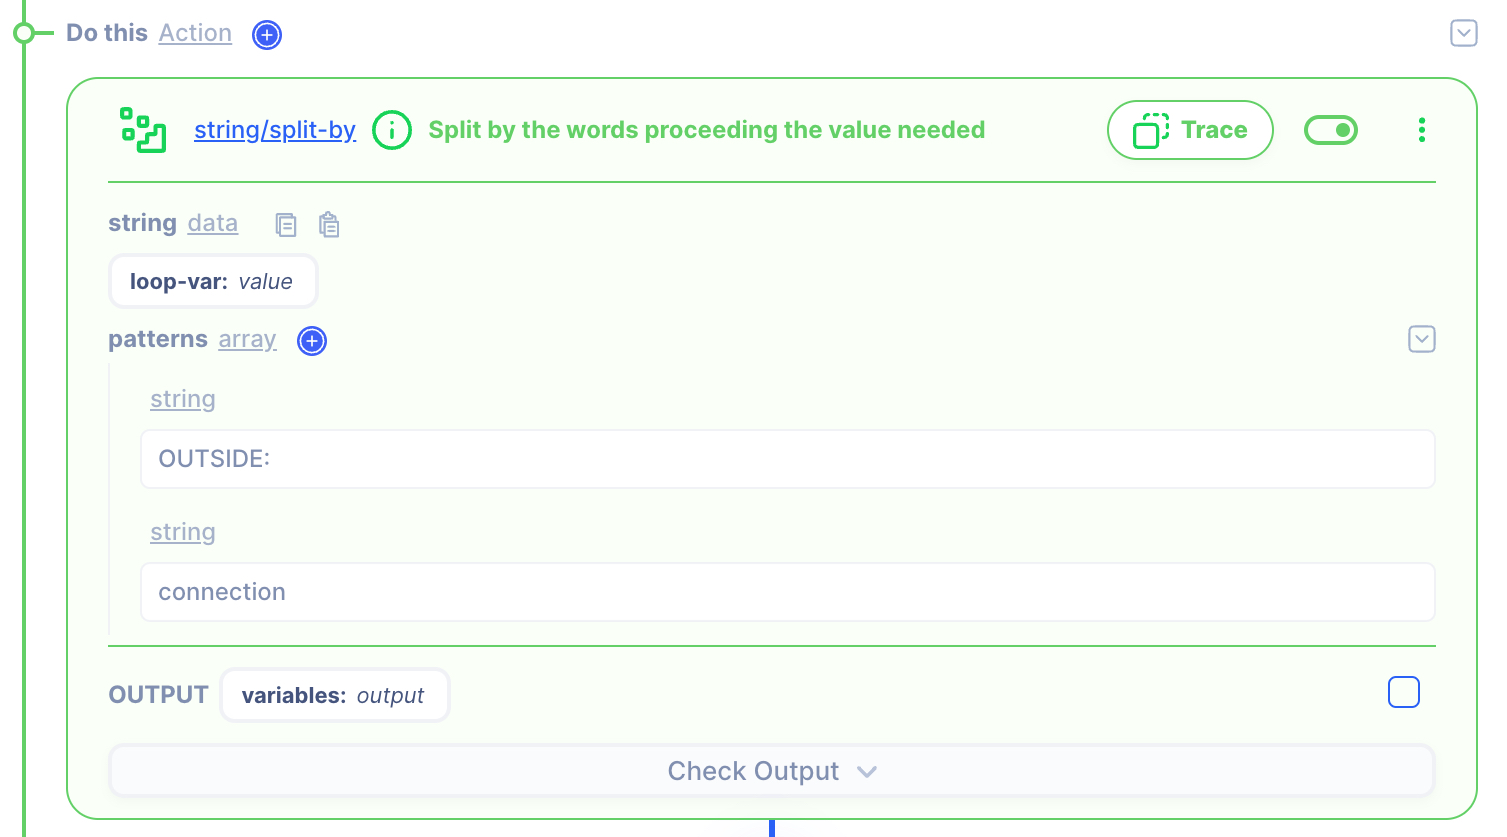 Do this Action
string/split-by Split by the words proceeding the value needed Trace
string data
loop-var: value
patterns array
string
OUTSIDE:
string
connection
OUTPUT variables: output
Check Output